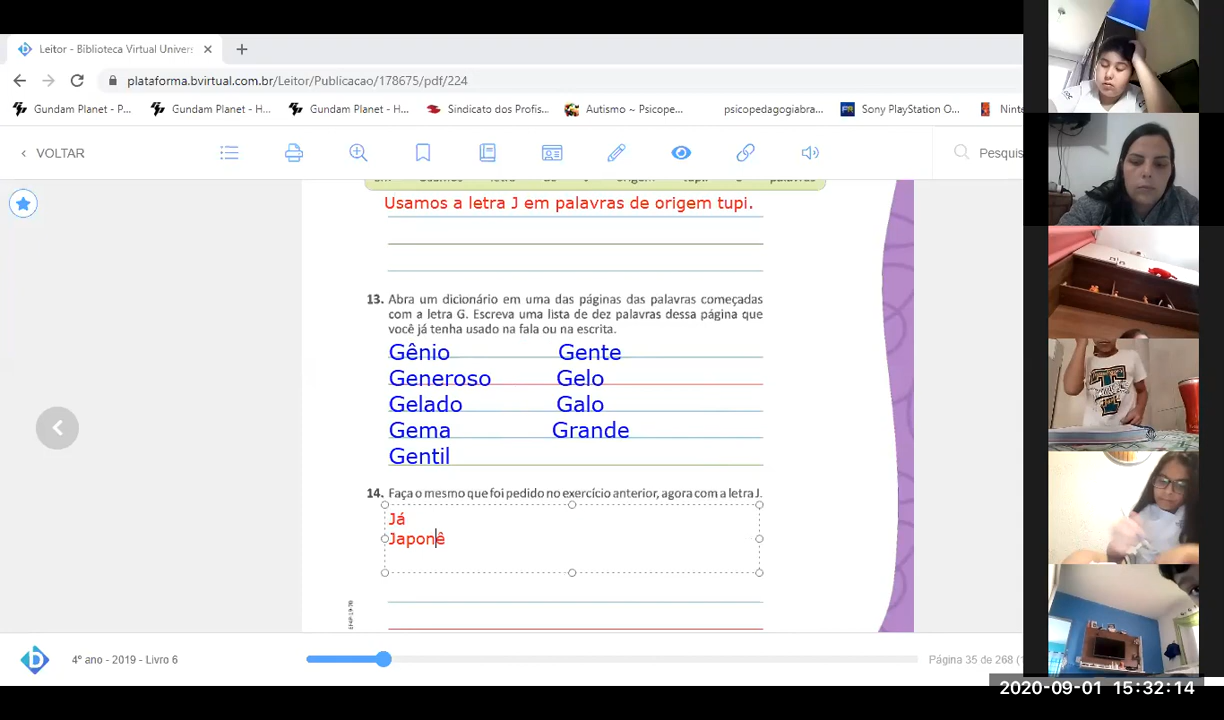 Leitor - Biblioteca Virtual Univers
plataforma.bvirtual.com.br/Leitor/Publicacao/178675/pdf/224
Gundam Planet - P... Gundam Planet - H... Gundam Planet - H... Sindicato dos Profis... Autismo ~ Psicope... psicopedagogiabra... Sony PlayStation O... Ninte
VOLTAR
Pesquis
Usamos a letra J em palavras de origem tupi.
13. Abra um dicionário em uma das páginas das palavras começadas
com a letra G. Escreva uma lista de dez palavras dessa página que
você já tenha usado na fala ou na escrita.
Gênio Gente
Generoso Gelo
Gelado Galo
Gema Grande
Gentil
14. Faça o mesmo que foi pedido no exercício anterior, agora com a letra J.
Já
Japonê
4º ano - 2019 - Livro 6
Página 35 de 268 (1
2020-09-01 15:32:14